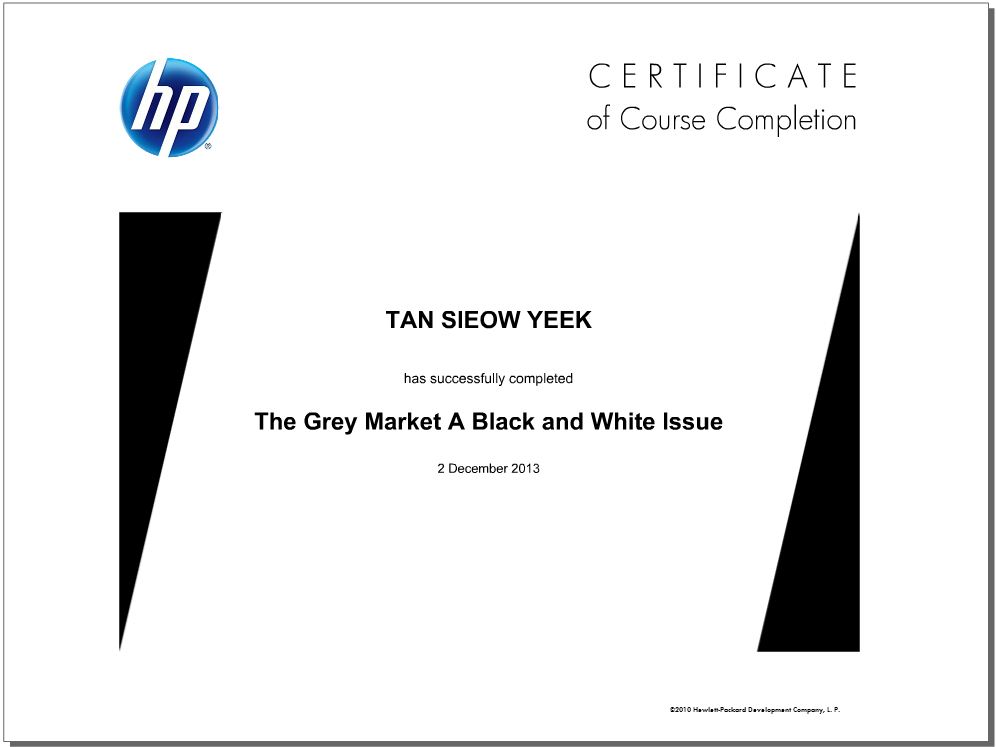 hp
®
CERTIFICATE
of Course Completion
TAN SIEOW YEEK
has successfully completed
The Grey Market A Black and White Issue
2 December 2013
©2010 Hewlett-Packard Development Company, L. P.